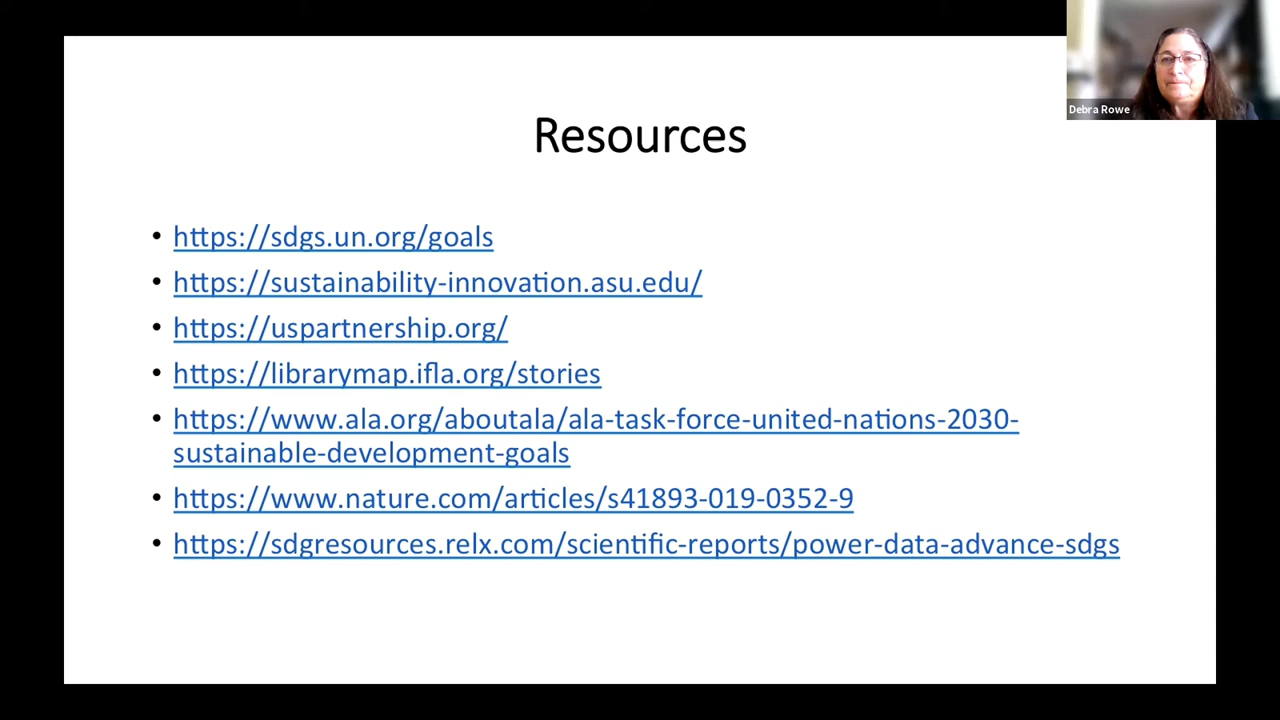 Debra Rowe
Resources
• https://sdgs.un.org/goals
• https://sustainability-innovation.asu.edu/
• https://uspartnership.org/
• https://librarymap.ifla.org/stories
• https://www.ala.org/aboutala/ala-task-force-united-nations-2030-
sustainable-development-goals
• https://www.nature.com/articles/s41893-019-0352-9
• https://sdgresources.relx.com/scientific-reports/power-data-advance-sdgs